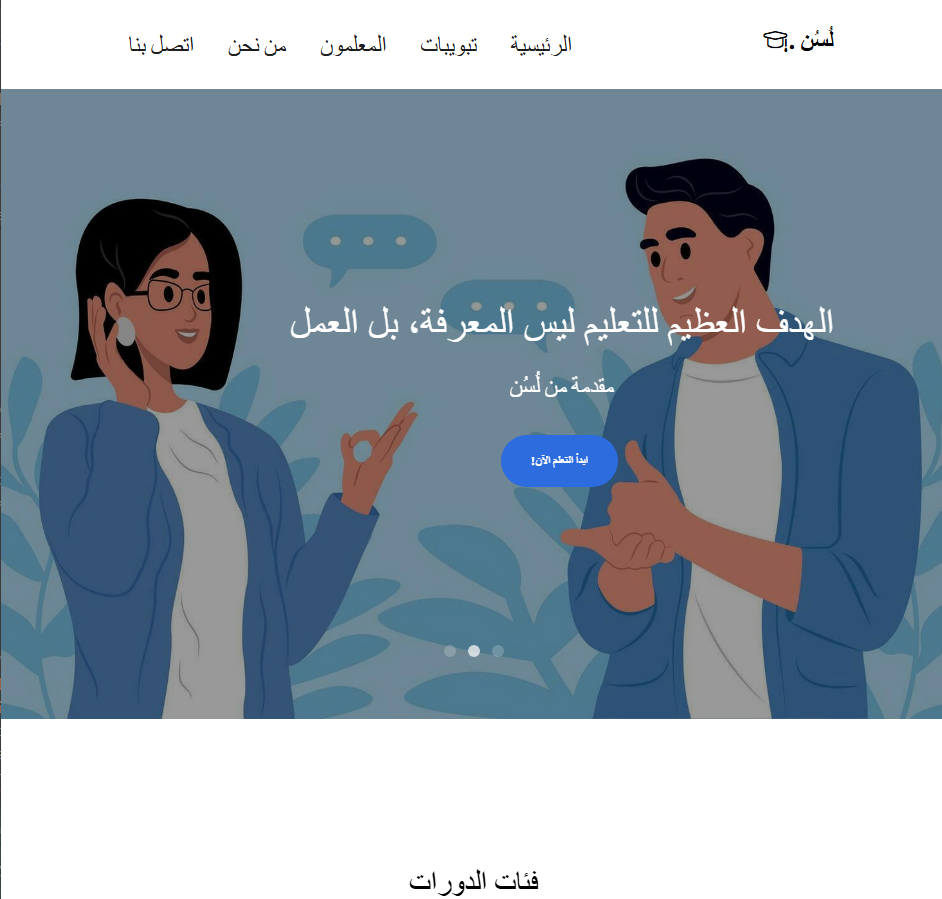 لُسُن .
الرئيسية
تبويبات
المعلمون
من نحن
اتصل بنا
الهدف العظيم للتعليم ليس المعرفة، بل العمل
مقدمة من لُسُن
ابدأ التعلم الآن!
فئات الدورات